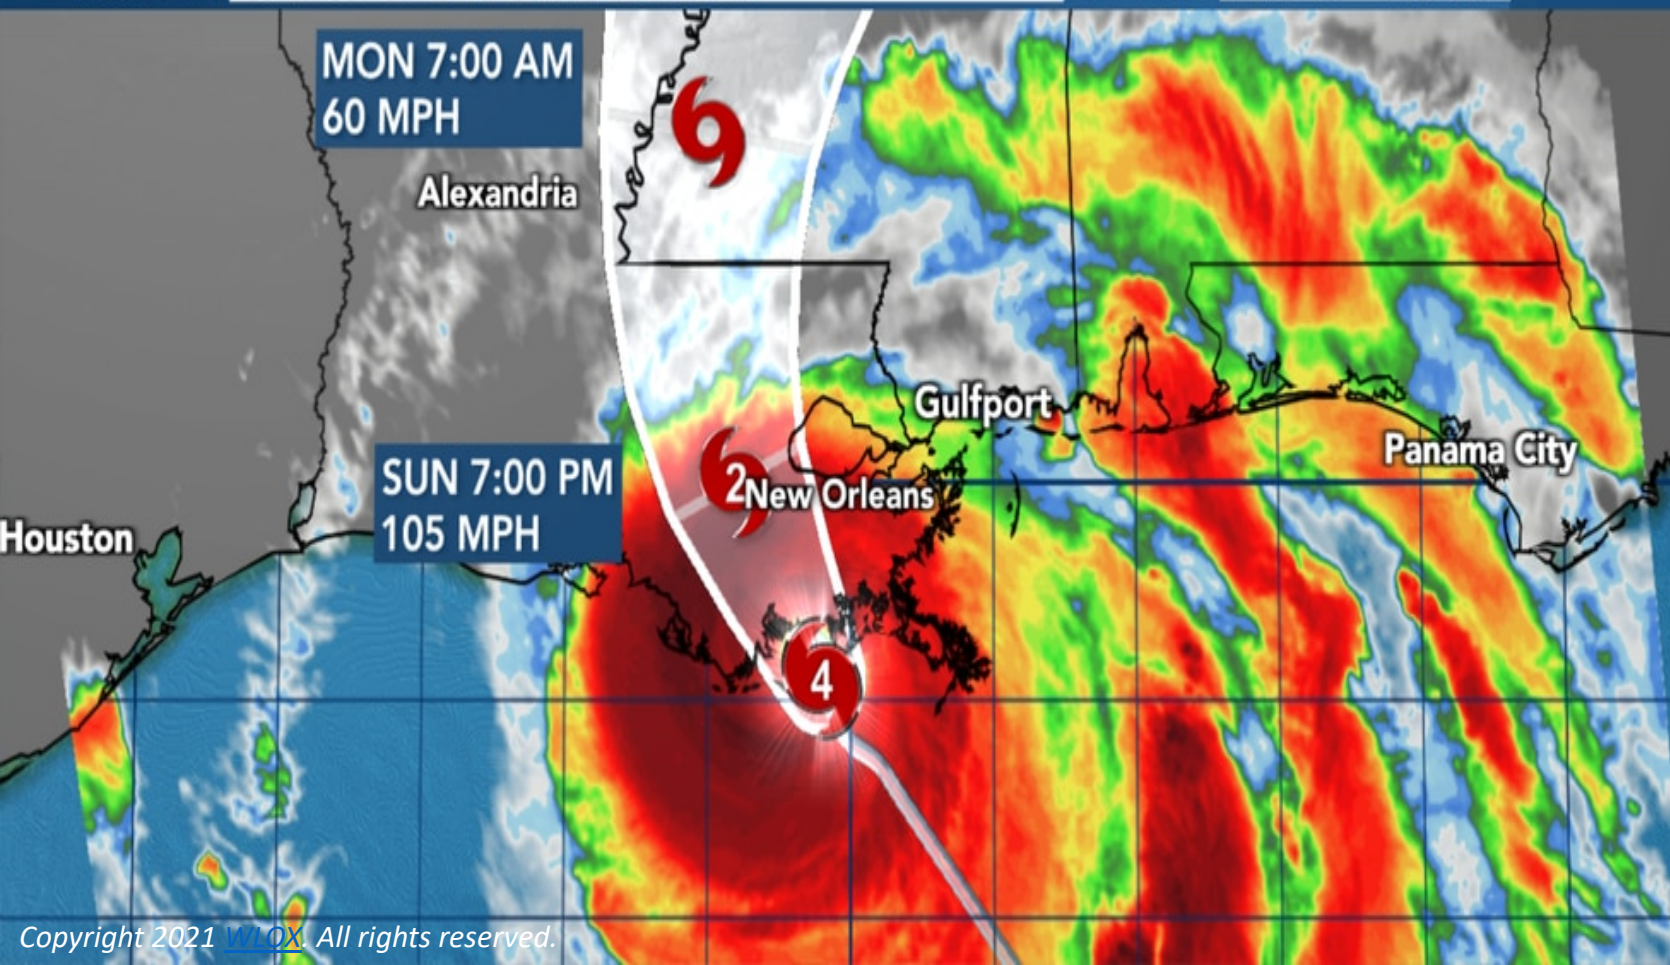 MON 7:00 AM
60 MPH
Alexandria
Gulfport
Panama City
SUN 7:00 PM
105 MPH
2
New Orleans
Houston
4
Copyright 2021 WLOX. All rights reserved.